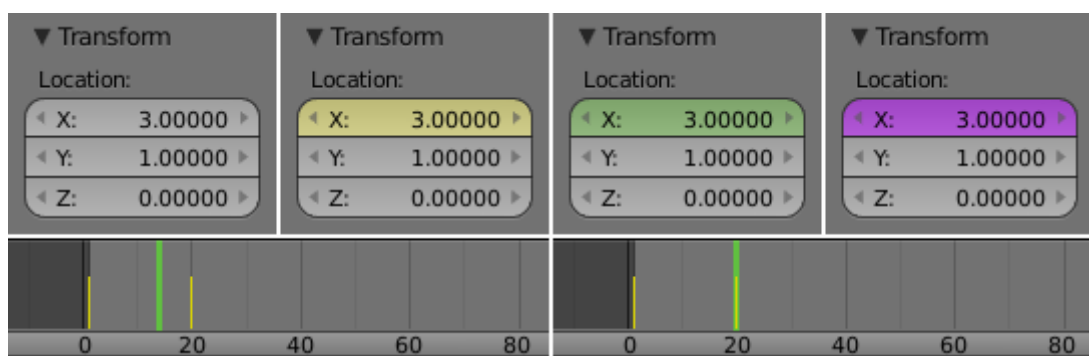 Transform Transform Transform Transform
Location: Location: Location: Location:
X: 3.00000 X: 3.00000 X: 3.00000 X: 3.00000
Y: 1.00000 Y: 1.00000 Y: 1.00000 Y: 1.00000
Z: 0.00000 Z: 0.00000 Z: 0.00000 Z: 0.00000
0 20 40 60 80 0 20 40 60 80